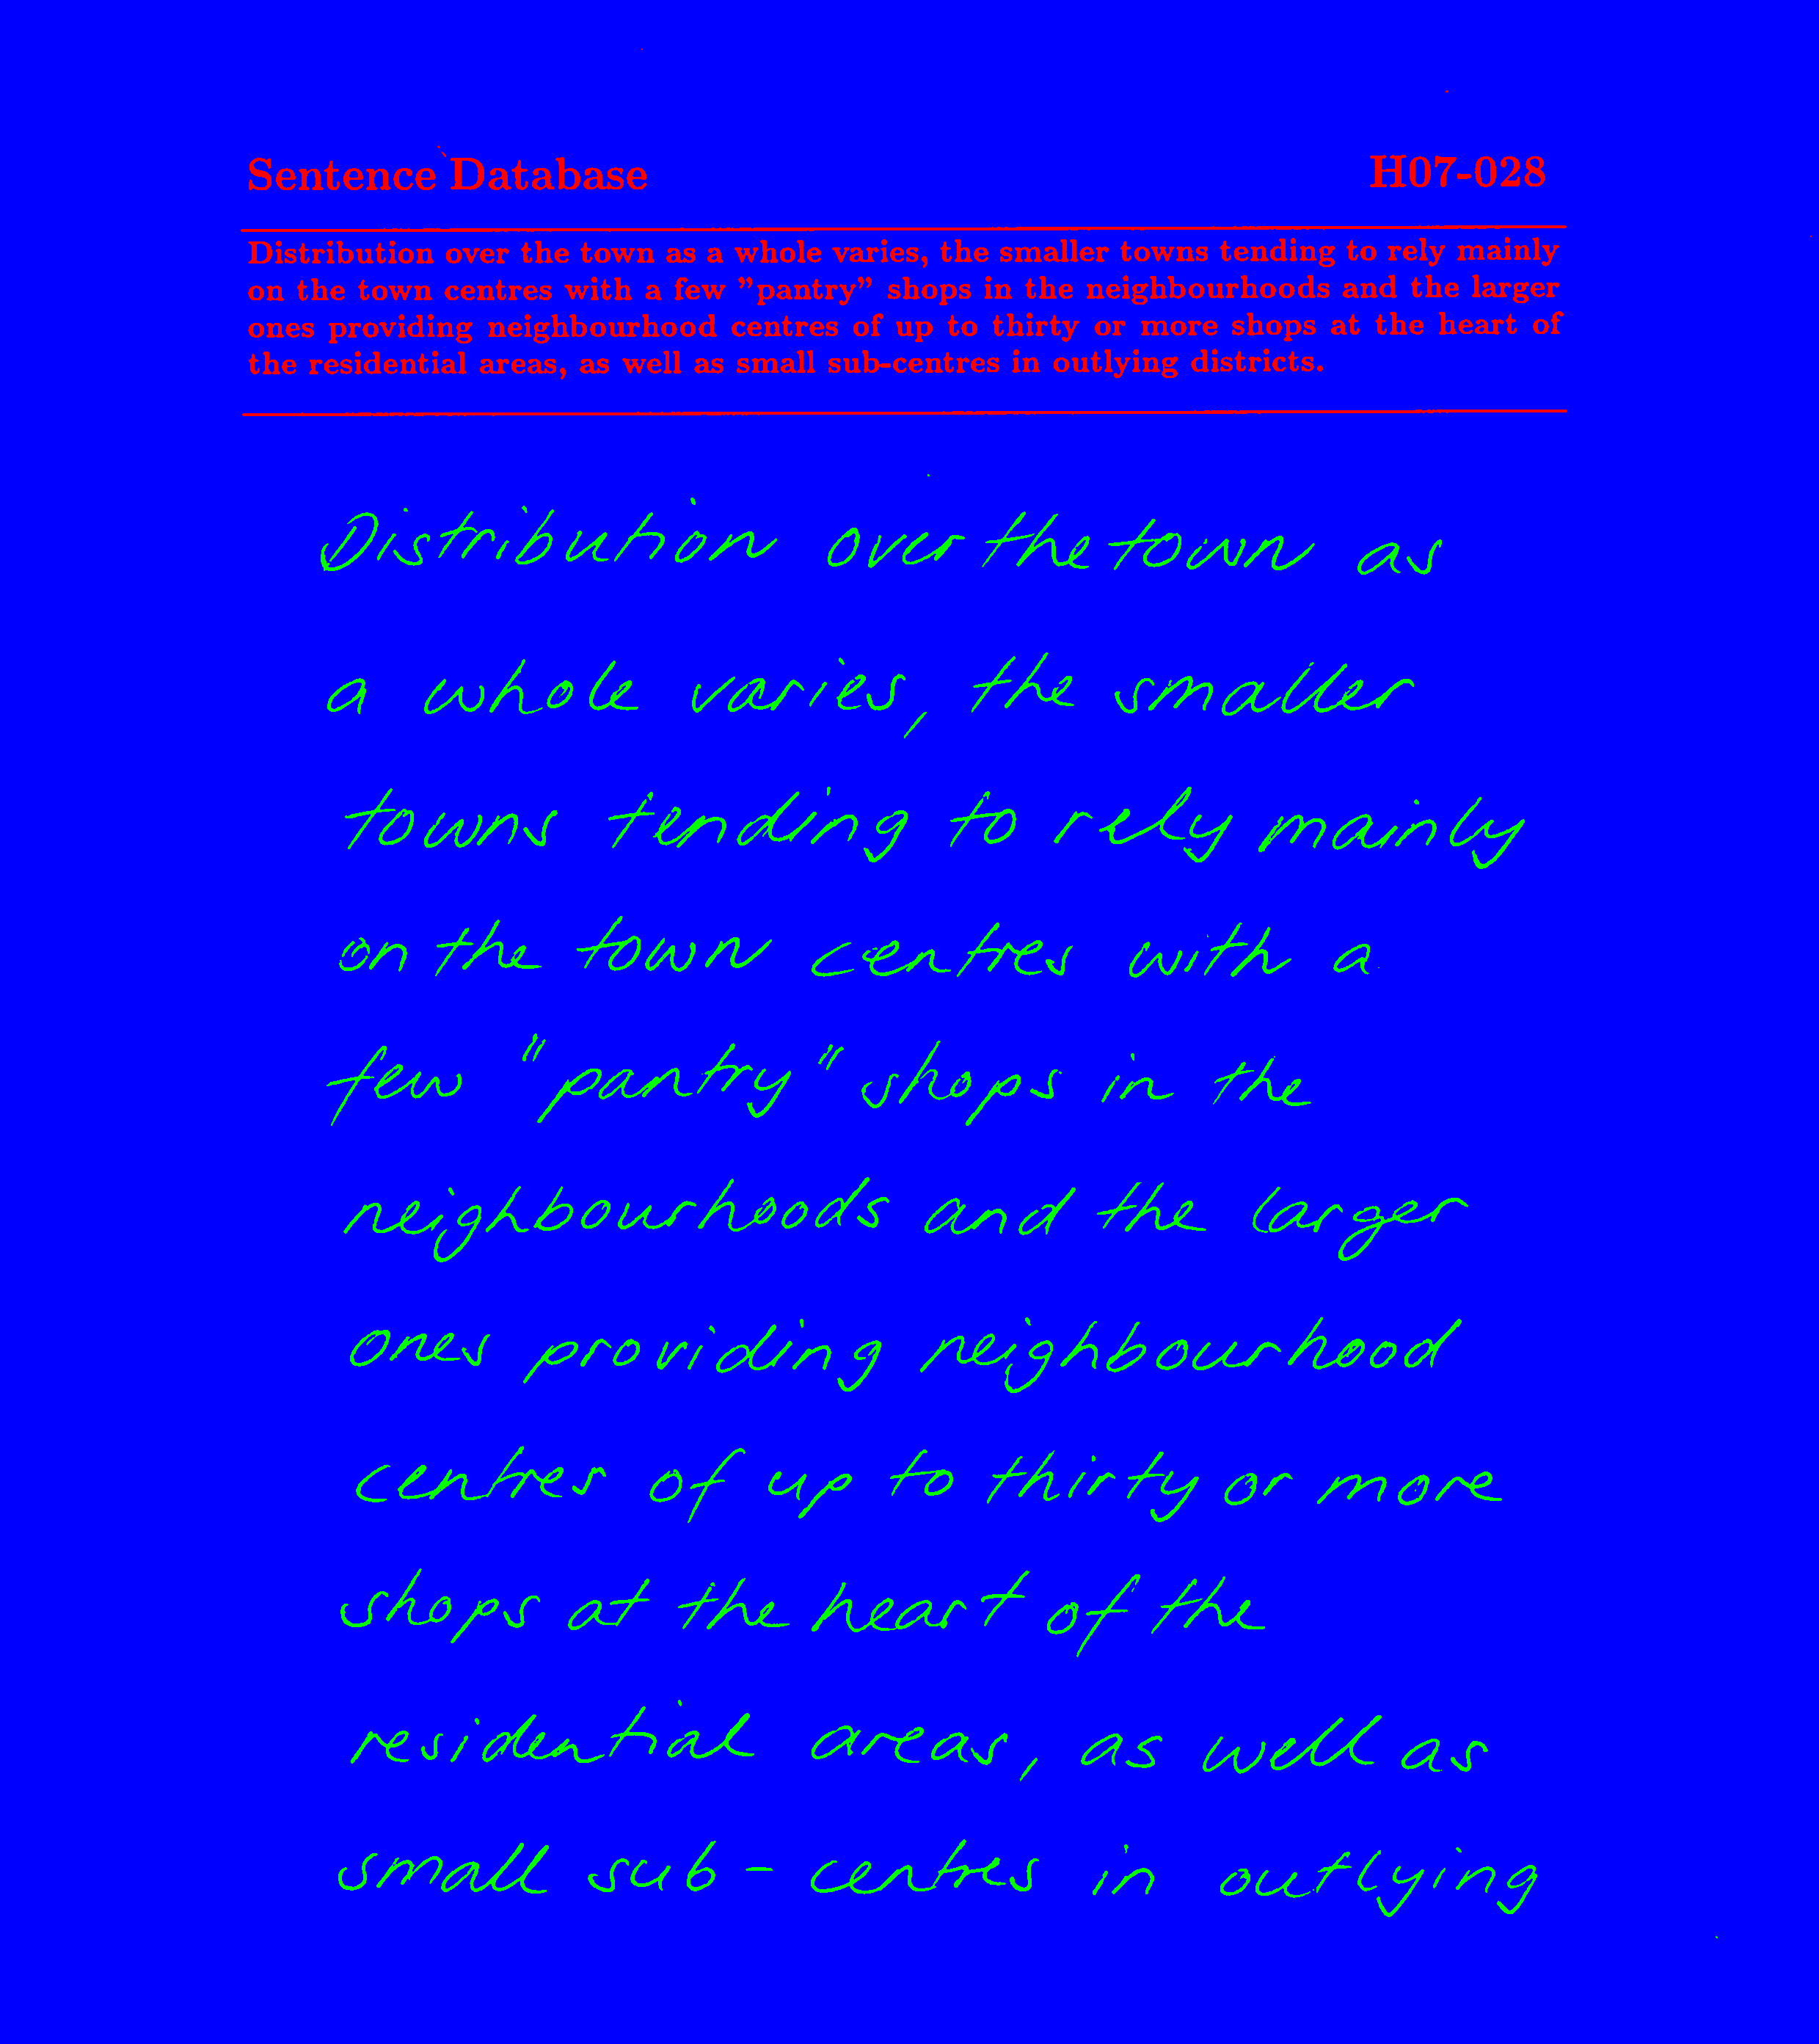 Sentence Database H07-028
Distribution over the town as a whole varies, the smaller towns tending to rely mainly
on the town centres with a few "pantry" shops in the neighbourhoods and the larger
ones providing neighbourhood centres of up to thirty or more shops at the heart of
the residential areas, as well as small sub-centres in outlying districts.
Distribution over the town as
a whole varies, the smaller
towns tending to rely mainly
on the town centres with a
few "pantry" shops in the
neighbourhoods and the larger
ones providing neighbourhood
centres of up to thirty or more
shops at the heart of the
residential areas, as well as
small sub-centres in outlying